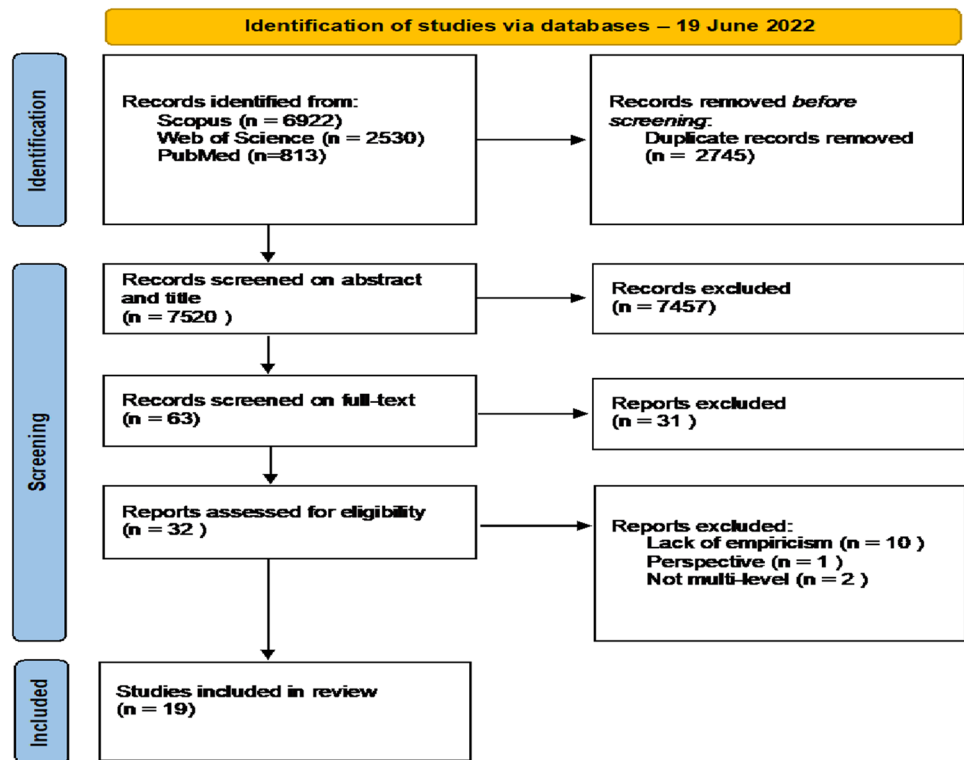 Identification of studies via databases – 19 June 2022
Identification
Records identified from:
Scopus (n = 6922)
Web of Science (n = 2530)
PubMed (n=813)
Records removed before
screening:
Duplicate records removed
(n = 2745)
Screening
Records screened on abstract
and title
(n = 7520 )
Records excluded
(n = 7457)
Records screened on full-text
(n = 63)
Reports excluded
(n = 31 )
Reports assessed for eligibility
(n = 32 )
Reports excluded:
Lack of empiricism (n = 10 )
Perspective (n = 1 )
Not multi-level (n = 2 )
Included
Studies included in review
(n = 19)